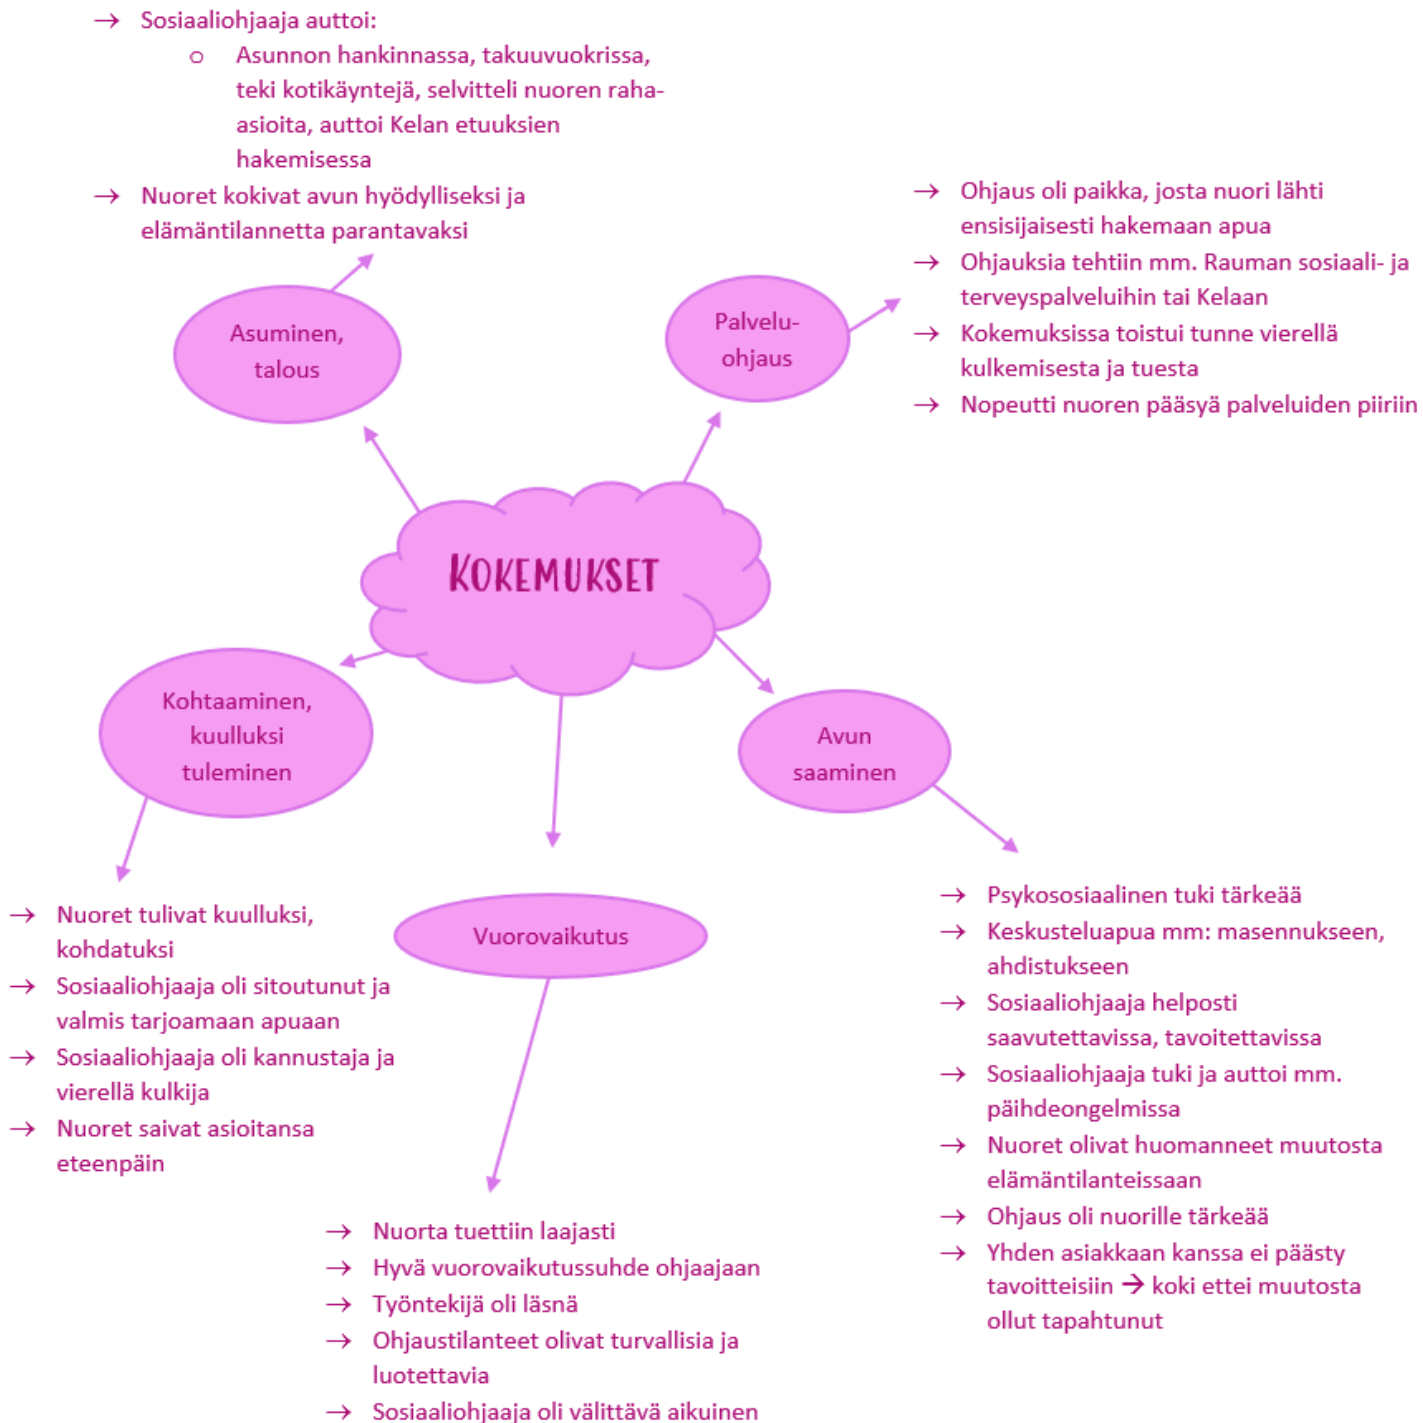 → Sosiaaliohjaaja auttoi:
o Asunnon hankinnassa, takuuvuokrissa,
teki kotikäyntejä, selvitteli nuoren raha-
asioita, auttoi Kelan etuuksien
hakemisessa
→ Nuoret kokivat avun hyödylliseksi ja
elämäntilannetta parantavaksi
Asuminen,
talous
Palvelu-
ohjaus
→ Ohjaus oli paikka, josta nuori lähti
ensisijaisesti hakemaan apua
→ Ohjauksia tehtiin mm. Rauman sosiaali- ja
terveyspalveluihin tai Kelaan
→ Kokemuksissa toistui tunne vierellä
kulkemisesta ja tuesta
→ Nopeutti nuoren pääsyä palveluiden piiriin
KOKEMUKSET
Kohtaaminen,
kuulluksi
tuleminen
→ Nuoret tulivat kuulluksi,
kohdatuksi
→ Sosiaaliohjaaja oli sitoutunut ja
valmis tarjoamaan apuaan
→ Sosiaaliohjaaja oli kannustaja ja
vierellä kulkija
→ Nuoret saivat asioitansa
eteenpäin
Vuorovaikutus
→ Nuorta tuettiin laajasti
→ Hyvä vuorovaikutussuhde ohjaajaan
→ Työntekijä oli läsnä
→ Ohjaustilanteet olivat turvallisia ja
luotettavia
→ Sosiaaliohjaaja oli välittävä aikuinen
Avun
saaminen
→ Psykososiaalinen tuki tärkeää
→ Keskusteluapua mm: masennukseen,
ahdistukseen
→ Sosiaaliohjaaja helposti
saavutettavissa, tavoitettavissa
→ Sosiaaliohjaaja tuki ja auttoi mm.
päihdeongelmissa
→ Nuoret olivat huomanneet muutosta
elämäntilanteissaan
→ Ohjaus oli nuorille tärkeää
→ Yhden asiakkaan kanssa ei päästy
tavoitteisiin → koki ettei muutosta
ollut tapahtunut